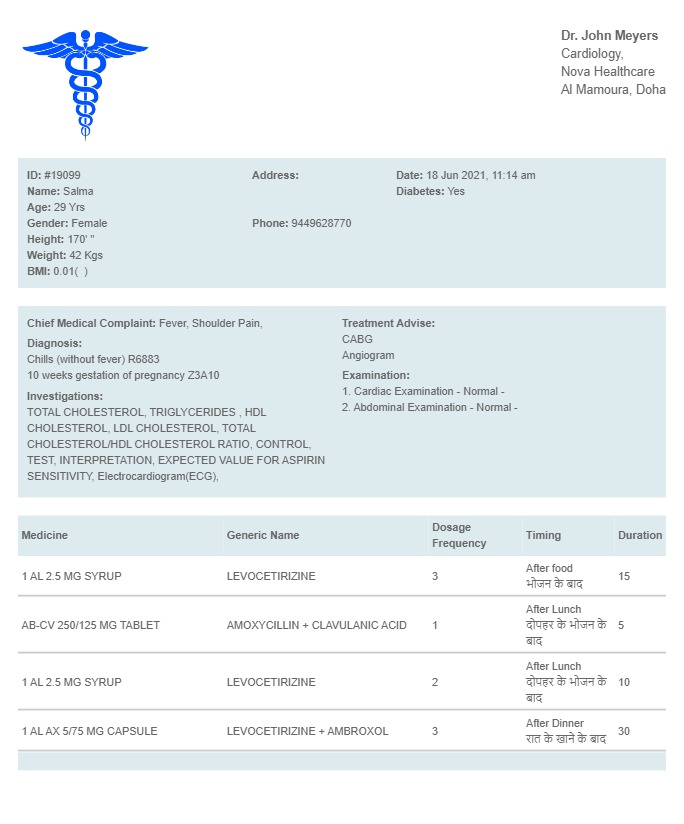 Dr. John Meyers
Cardiology,
Nova Healthcare
Al Mamoura, Doha
ID: #19099
Name: Salma
Age: 29 Yrs
Gender: Female
Height: 170' "
Weight: 42 Kgs
BMI: 0.01( )
Address:
Phone: 9449628770
Date: 18 Jun 2021, 11:14 am
Diabetes: Yes
Chief Medical Complaint: Fever, Shoulder Pain,
Diagnosis:
Chills (without fever) R6883
10 weeks gestation of pregnancy Z3A10
Investigations:
TOTAL CHOLESTEROL, TRIGLYCERIDES , HDL
CHOLESTEROL, LDL CHOLESTEROL, TOTAL
CHOLESTEROL/HDL CHOLESTEROL RATIO, CONTROL,
TEST, INTERPRETATION, EXPECTED VALUE FOR ASPIRIN
SENSITIVITY, Electrocardiogram(ECG),
Treatment Advise:
CABG
Angiogram
Examination:
1. Cardiac Examination - Normal -
2. Abdominal Examination - Normal -
Medicine Generic Name Dosage Frequency Timing Duration
1 AL 2.5 MG SYRUP LEVOCETIRIZINE 3 After food 15
भोजन के बाद
AB-CV 250/125 MG TABLET AMOXYCILLIN + CLAVULANIC ACID 1 After Lunch 5
दोपहर के भोजन के
बाद
1 AL 2.5 MG SYRUP LEVOCETIRIZINE 2 After Lunch 10
दोपहर के भोजन के
बाद
1 AL AX 5/75 MG CAPSULE LEVOCETIRIZINE + AMBROXOL 3 After Dinner 30
रात के खाने के बाद